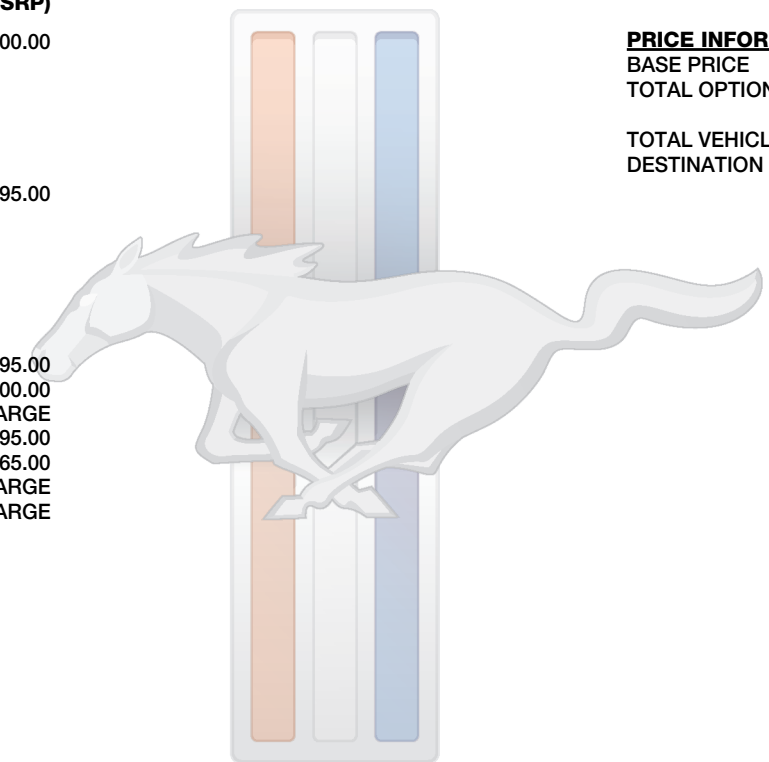 SRP)
00.00
95.00
95.00
00.00
ARGE
95.00
65.00
ARGE
ARGE
PRICE INFOR
BASE PRICE
TOTAL OPTION
TOTAL VEHICL
DESTINATION